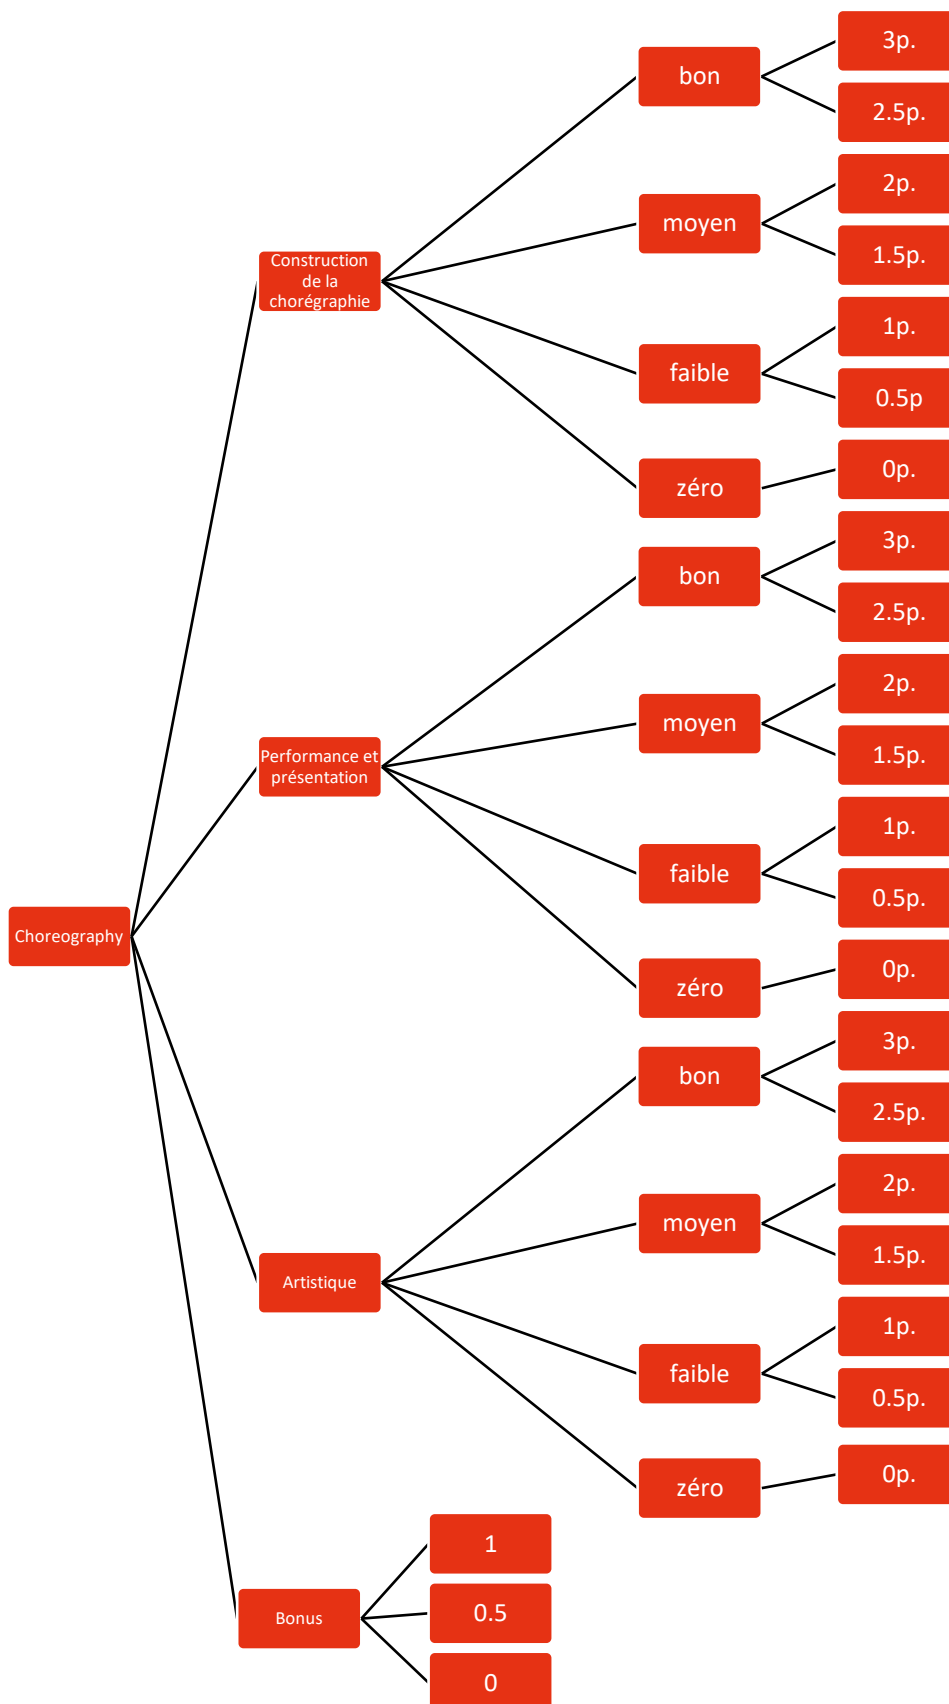 Choreography
Construction
de la
chorégraphie
bon
3p.
2.5p.
moyen
2p.
1.5p.
faible
1p.
0.5p
zéro
0p.
Performance et
présentation
bon
3p.
2.5p.
moyen
2p.
1.5p.
faible
1p.
0.5p.
zéro
0p.
Artistique
bon
3p.
2.5p.
moyen
2p.
1.5p.
faible
1p.
0.5p.
zéro
0p.
Bonus
1
0.5
0